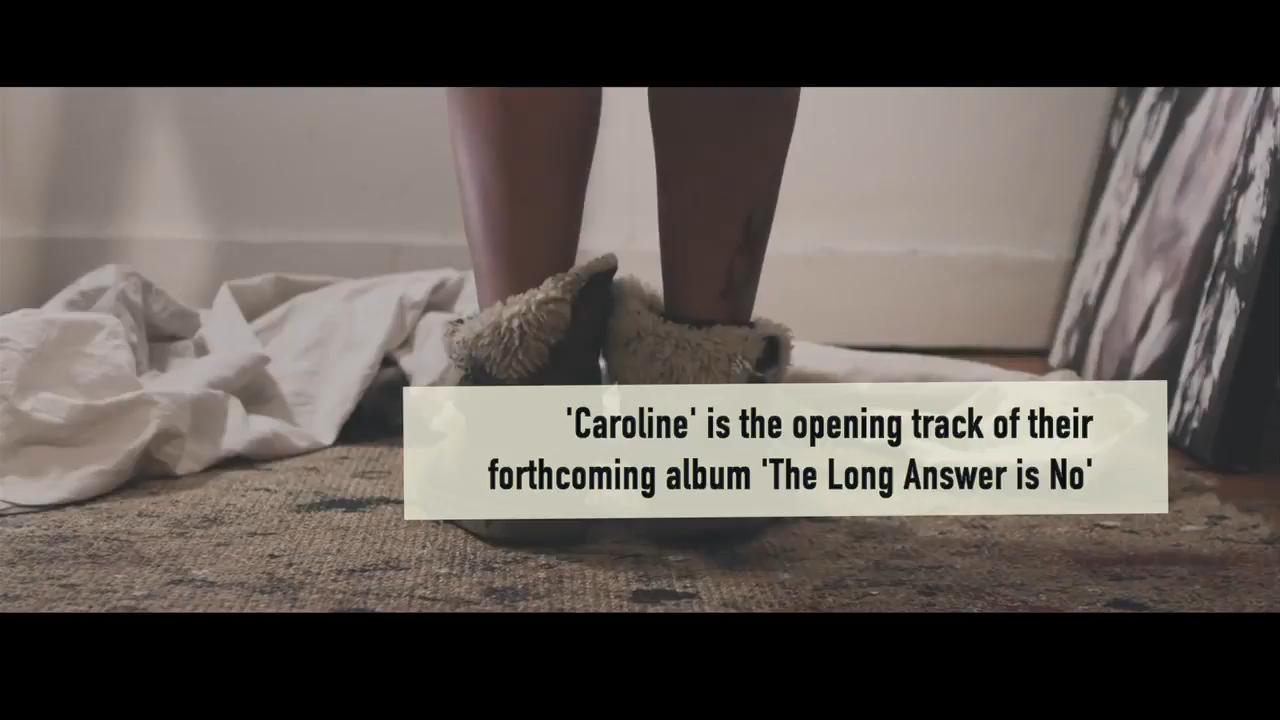 'Caroline' is the opening track of their
forthcoming album 'The Long Answer is No'